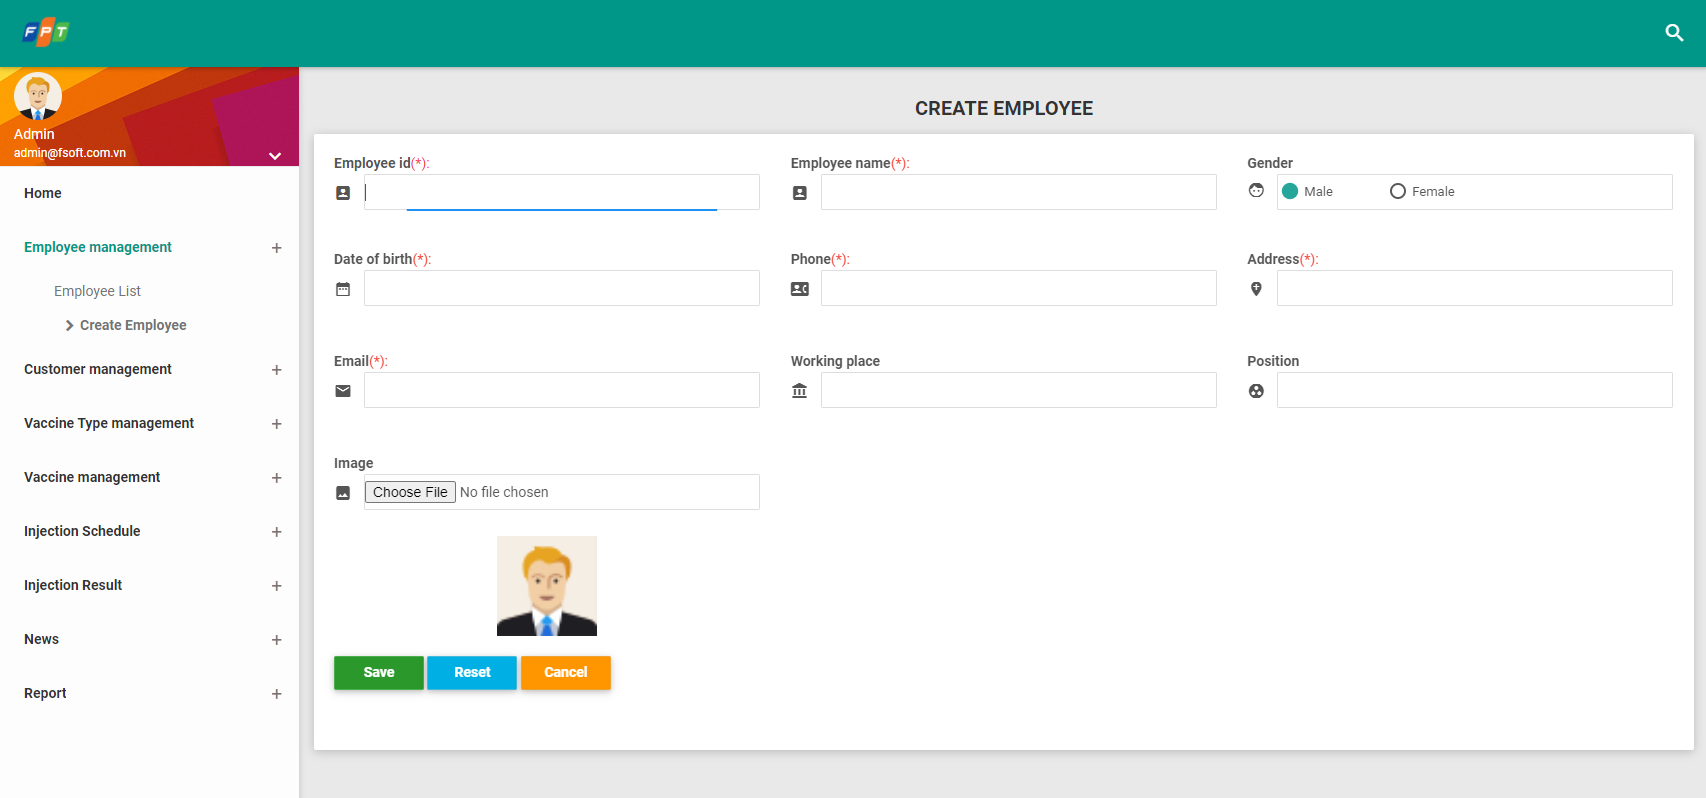 FPT
Admin
admin@fsoft.com.vn
Home
Employee management +
Employee List
Create Employee
Customer management +
Vaccine Type management +
Vaccine management +
Injection Schedule +
Injection Result +
News +
Report +
CREATE EMPLOYEE
Employee id(*):
Employee name(*):
Gender
Male
Female
Date of birth(*):
Phone(*):
Address(*):
Email(*):
Working place
Position
Image
Choose File No file chosen
Save
Reset
Cancel